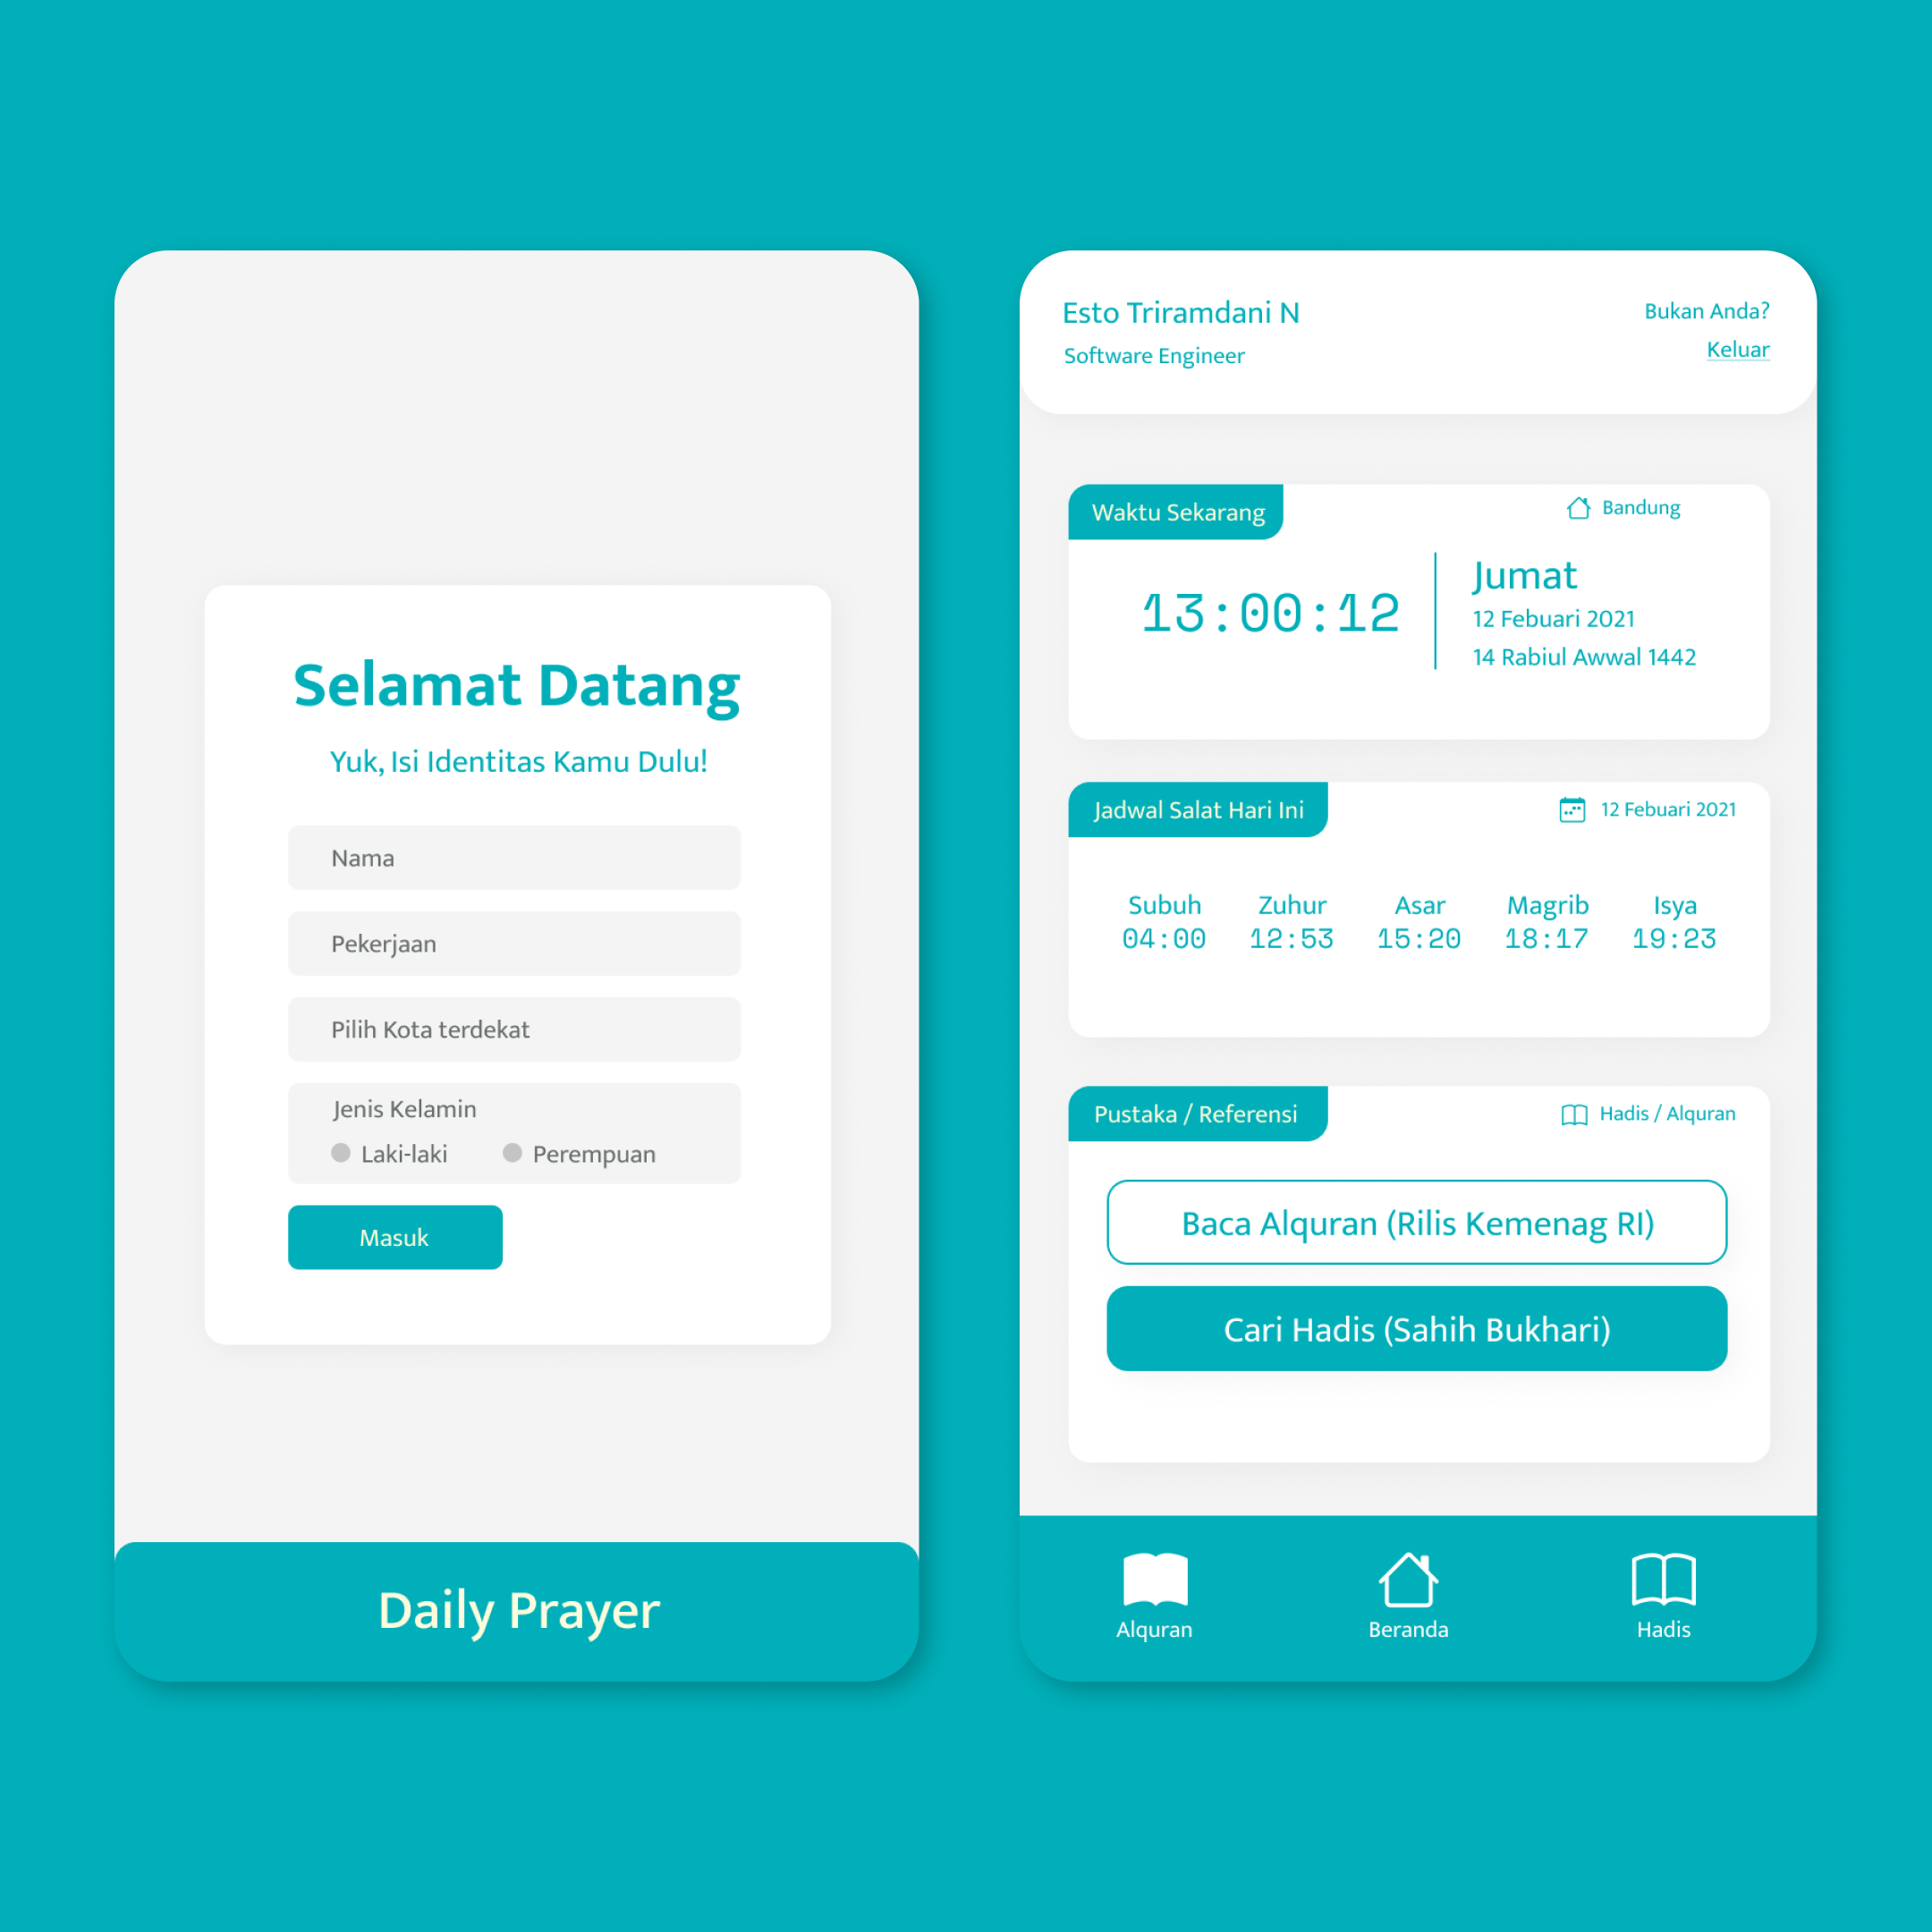 Selamat Datang
Yuk, Isi Identitas Kamu Dulu!
Nama
Pekerjaan
Pilih Kota terdekat
Jenis Kelamin
Laki-laki Perempuan
Masuk
Daily Prayer
Esto Triramdani N
Software Engineer
Bukan Anda?
Keluar
Waktu Sekarang
Bandung
13:00:12
Jumat
12 Febuari 2021
14 Rabiul Awwal 1442
Jadwal Salat Hari Ini
12 Febuari 2021
Subuh Zuhur Asar Magrib Isya
04:00 12:53 15:20 18:17 19:23
Pustaka / Referensi
Hadis / Alquran
Baca Alquran (Rilis Kemenag RI)
Cari Hadis (Sahih Bukhari)
Alquran Beranda Hadis